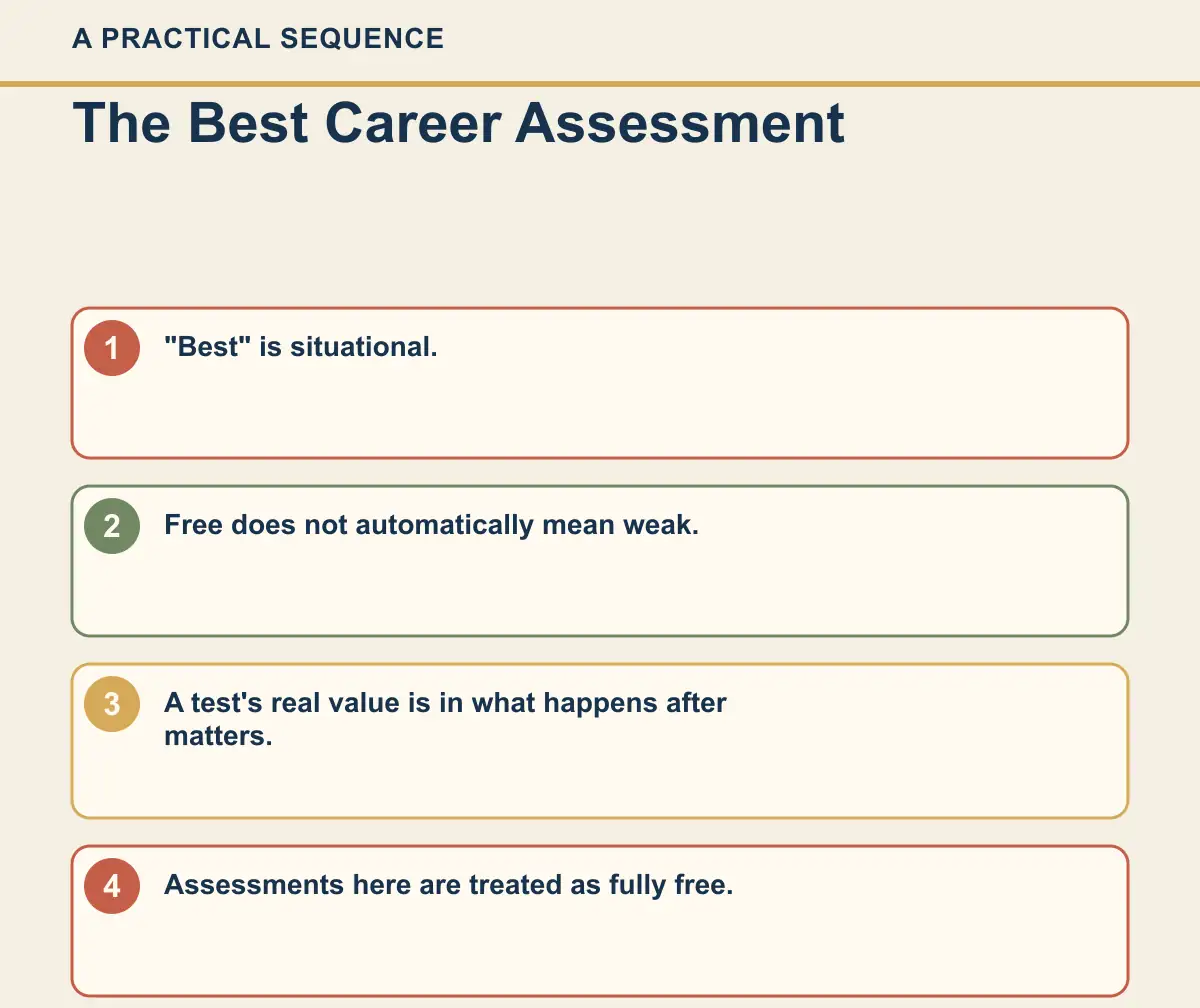 A PRACTICAL SEQUENCE
The Best Career Assessment
1
"Best" is situational.
2
Free does not automatically mean weak.
3
A test's real value is in what happens after
matters.
4
Assessments here are treated as fully free.